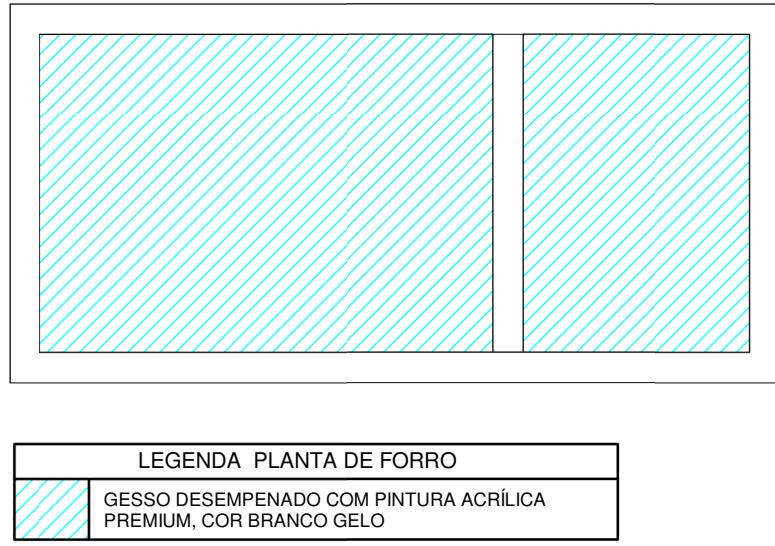 LEGENDA PLANTA DE FORRO
GESSO DESEMPENADO COM PINTURA ACRÍLICA
PREMIUM, COR BRANCO GELO